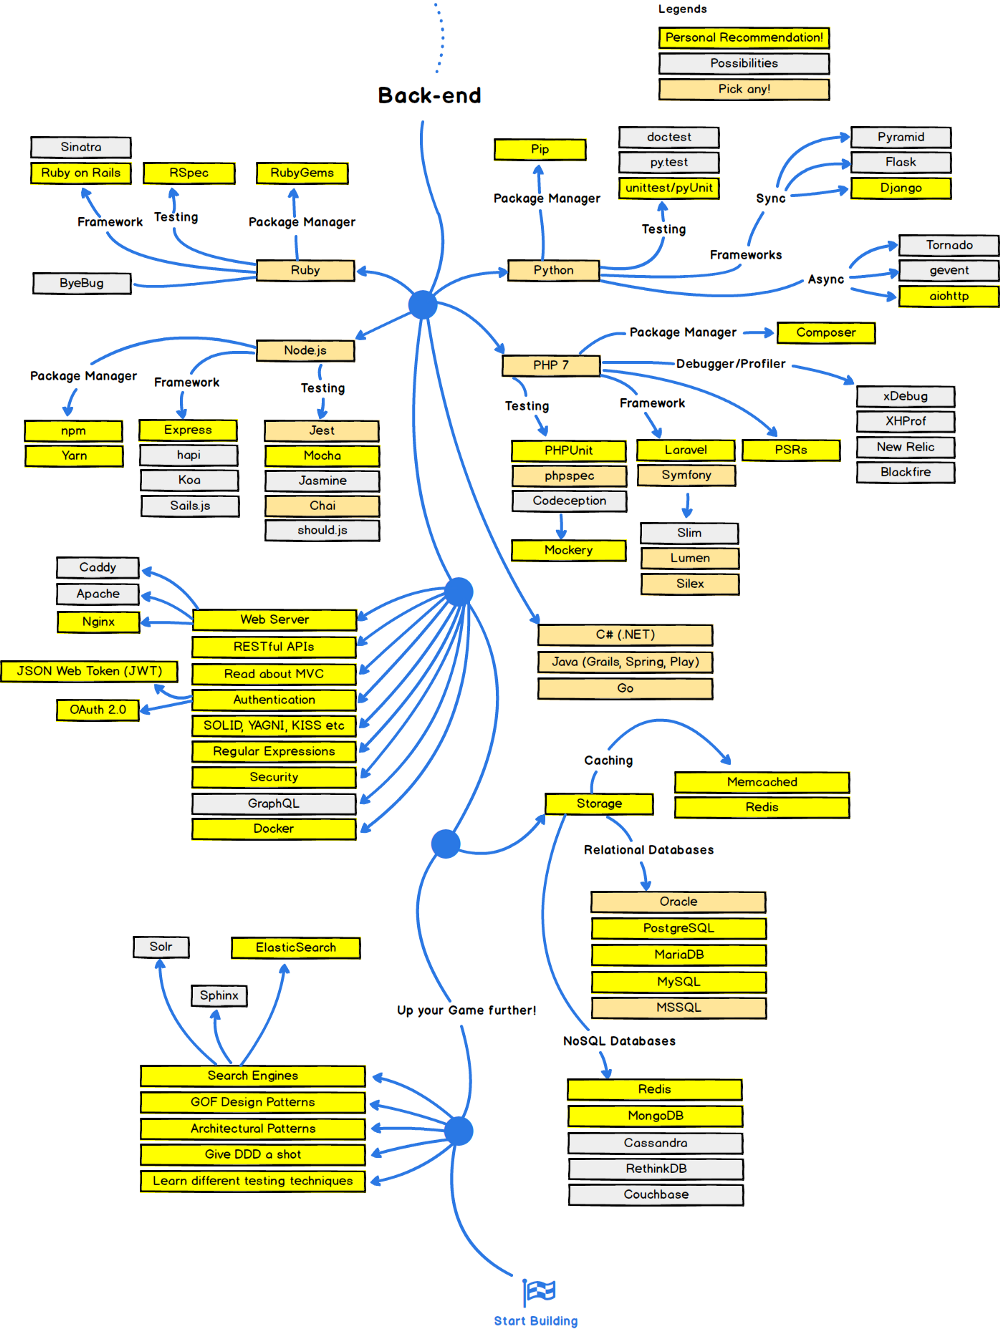 Legends
Personal Recommendation!
Possibilities
Pick any!
Back-end
Sinatra
Ruby on Rails
RSpec
RubyGems
Framework
Testing
Package Manager
Ruby
ByeBug
Pip
Package Manager
doctest
py.test
unittest/pyUnit
Testing
Python
Pyramid
Flask
Django
Sync
Frameworks
Async
Tornado
gevent
aiohttp
Node.js
Package Manager
Framework
Testing
npm
Yarn
Express
hapi
Koa
Sails.js
Jest
Mocha
Jasmine
Chai
should.js
PHP 7
Package Manager
Composer
Debugger/Profiler
xDebug
XHProf
New Relic
Blackfire
Testing
Framework
PHPUnit
phpspec
Codeception
Mockery
Laravel
Symfony
Slim
Lumen
Silex
PSRs
C# (.NET)
Java (Grails, Spring, Play)
Go
Caddy
Apache
Nginx
JSON Web Token (JWT)
OAuth 2.0
Web Server
RESTful APIs
Read about MVC
Authentication
SOLID, YAGNI, KISS etc
Regular Expressions
Security
GraphQL
Docker
Caching
Storage
Memcached
Redis
Relational Databases
Oracle
PostgreSQL
MariaDB
MySQL
MSSQL
NoSQL Databases
Redis
MongoDB
Cassandra
RethinkDB
Couchbase
Up your Game further!
Solr
Sphinx
ElasticSearch
Search Engines
GOF Design Patterns
Architectural Patterns
Give DDD a shot
Learn different testing techniques
Start Building